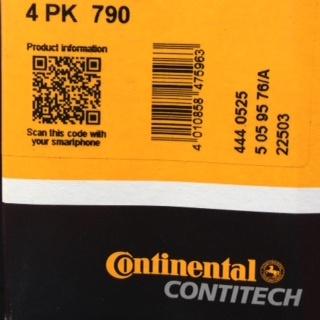 4 PK 790
Product information
Scan this code with
your smartphone
4 010858 475963
444 0525
5 05 95 76/A
22503
Continental
CONTITECH